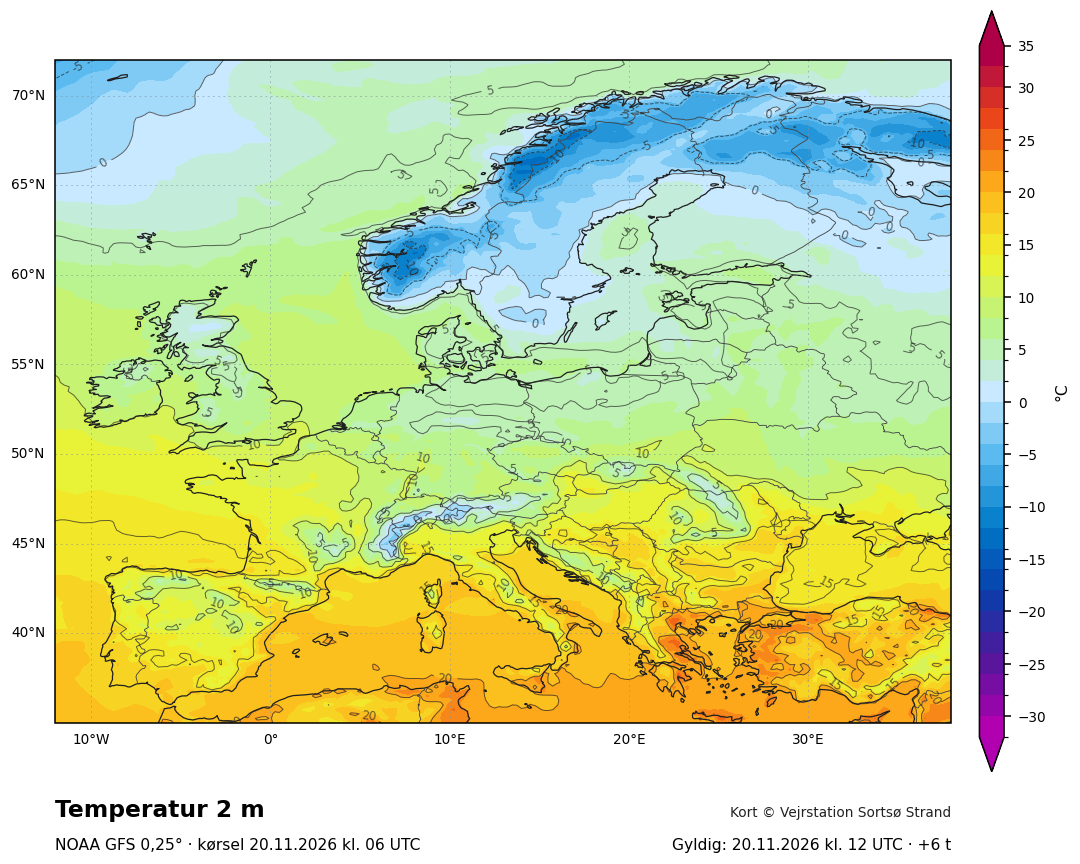 70°N
65°N
60°N
55°N
50°N
45°N
40°N
10°W 0° 10°E 20°E 30°E
35
30
25
20
15
10
5
0
−5
−10
−15
−20
−25
−30
°C
Temperatur 2 m
Kort © Vejrstation Sortsø Strand
NOAA GFS 0,25° · kørsel 20.11.2026 kl. 06 UTC
Gyldig: 20.11.2026 kl. 12 UTC · +6 t